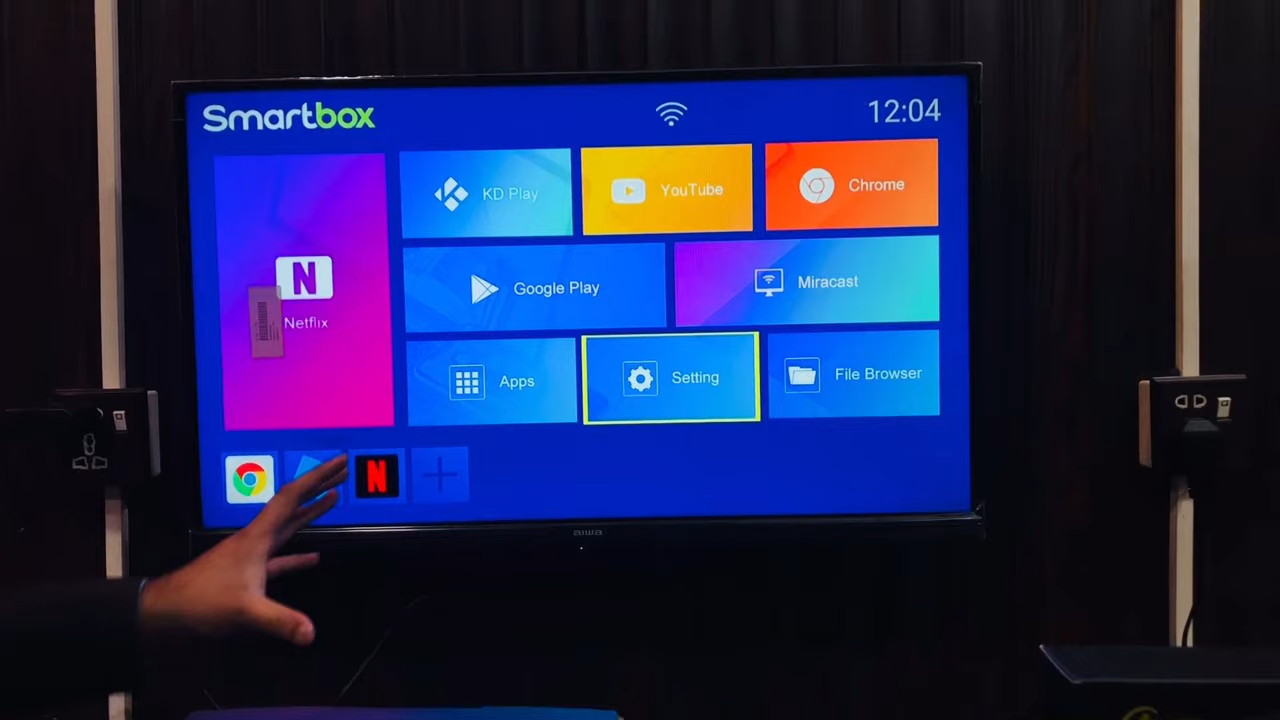 Smartbox
12:04
N
Netflix
KD Play
YouTube
Chrome
Google Play
Miracast
Apps
Setting
File Browser
N
aiwa